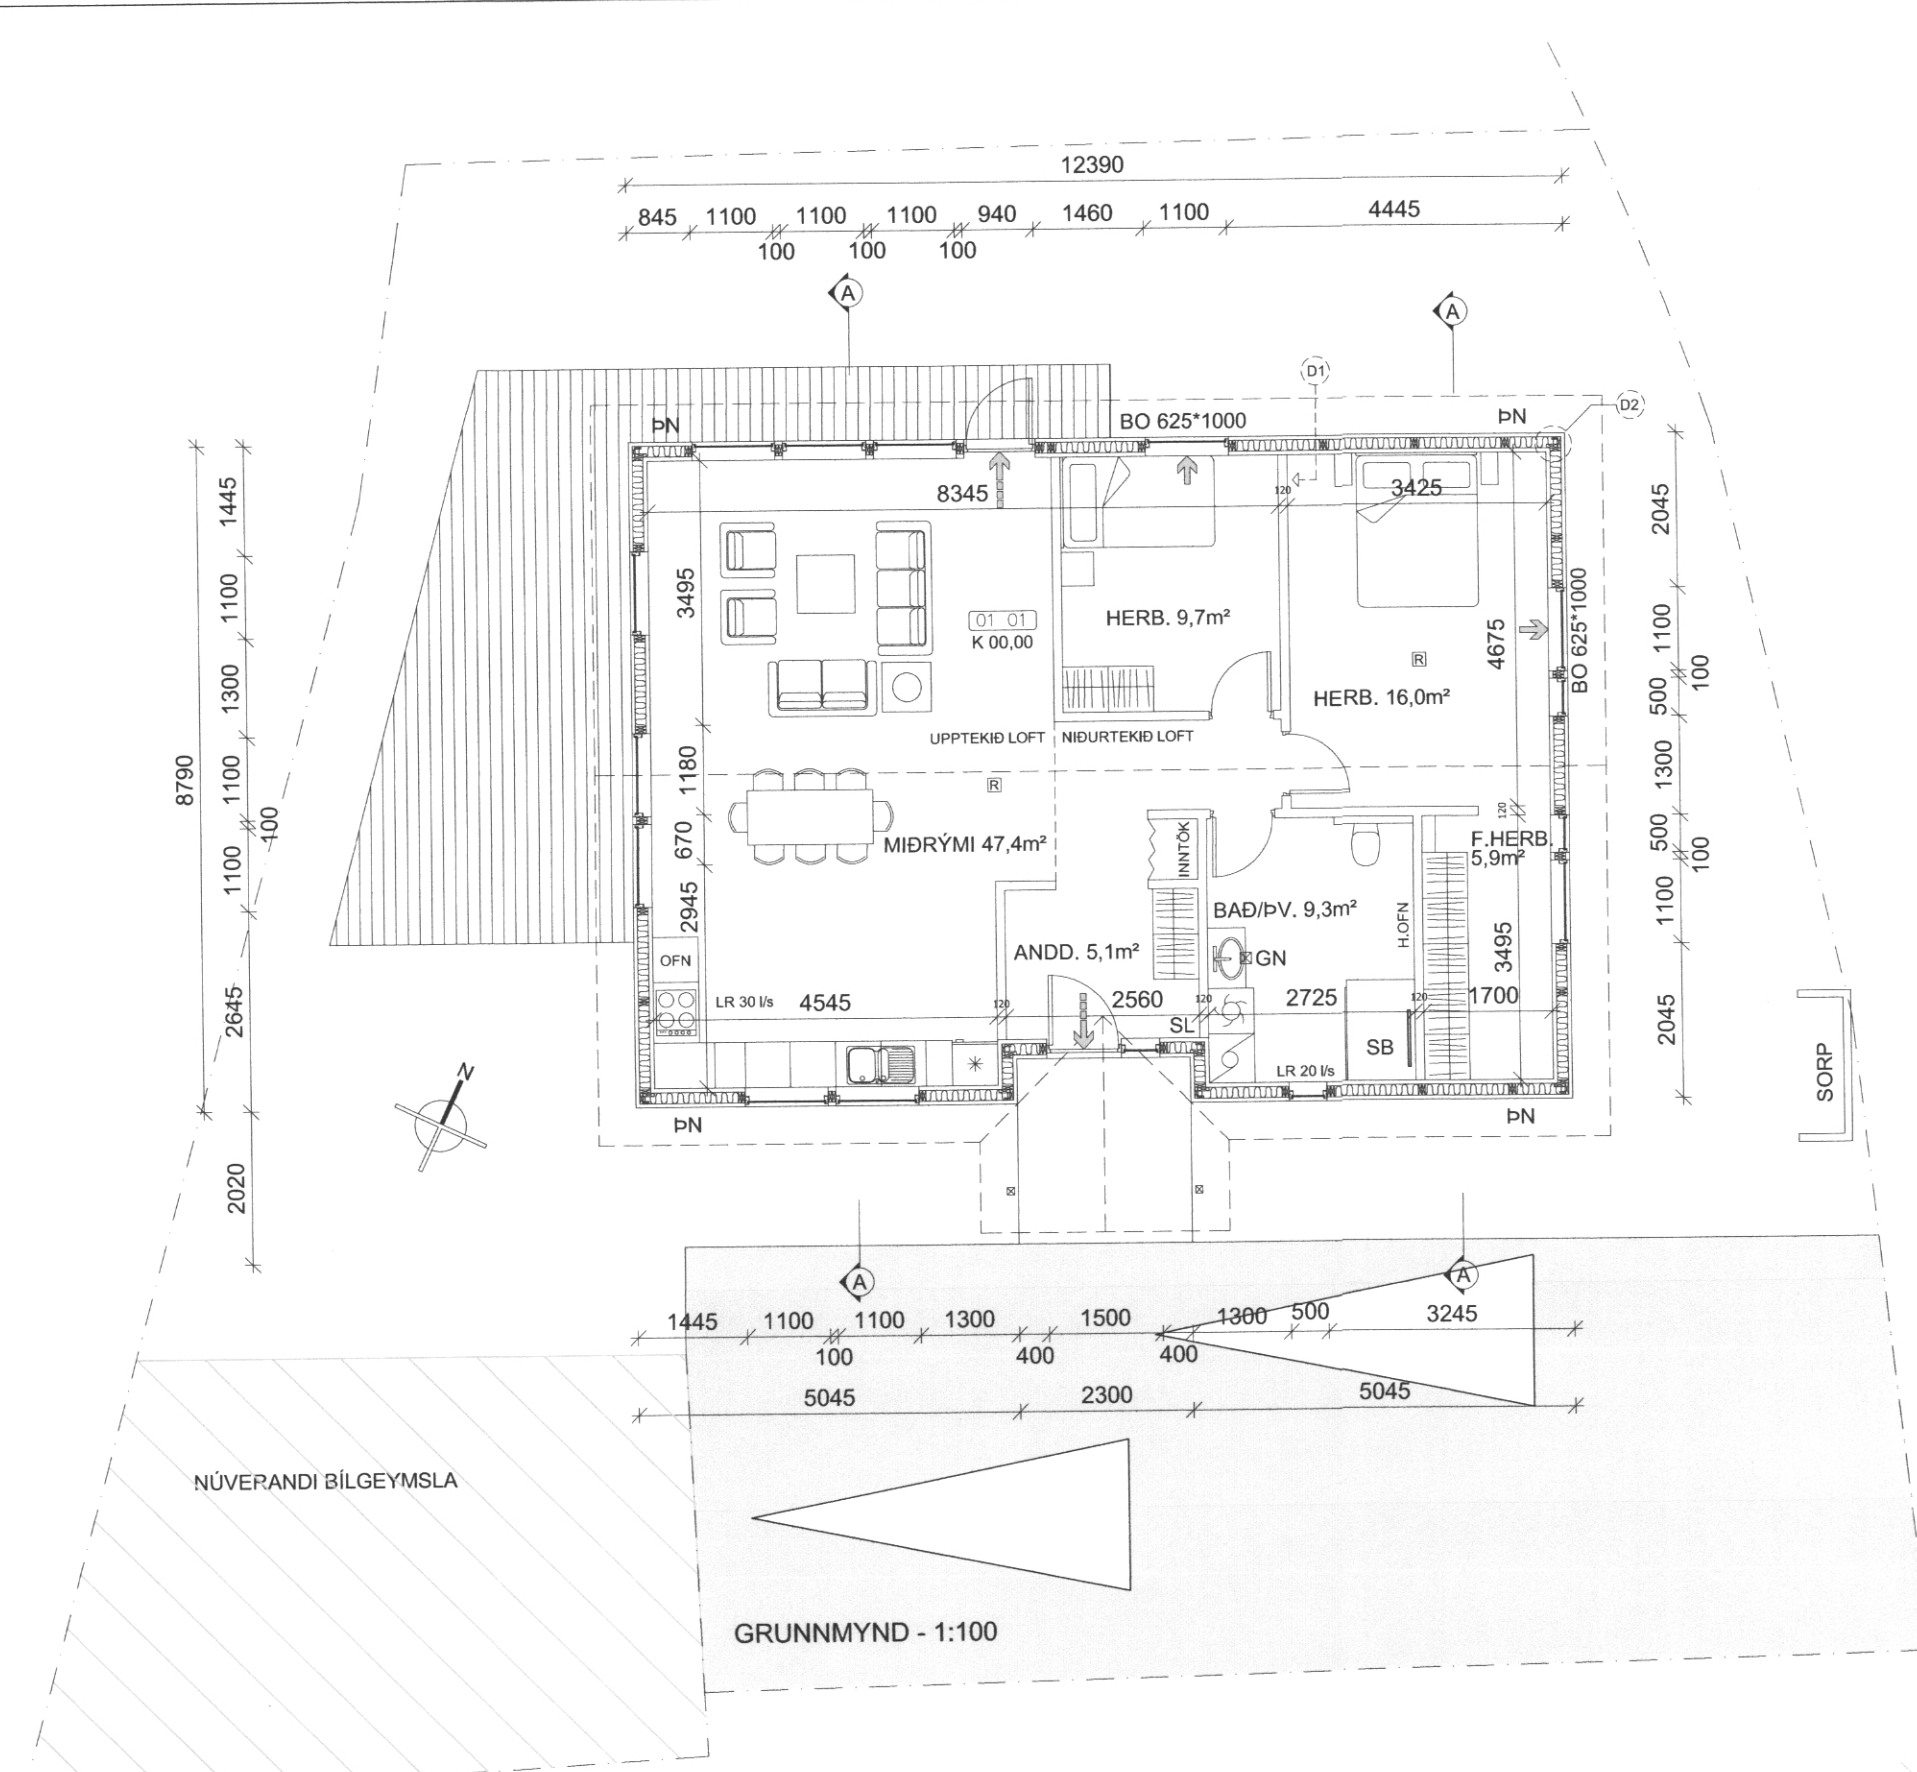 12390
845 1100 1100 1100 940 1460 1100 4445
100 100 100
A
A
D1
D2
ÞN
BO 625*1000
ÞN
8345
120
3425
1445
1100
1300
1100
100
1100
2645
2020
8790
2045
1100
100
500
1300
500
100
1100
2045
BO 625*1000
3495
1180
670
2945
01 01
K 00,00
HERB. 9,7m²
R
4675
HERB. 16,0m²
UPPTEKIÐ LOFT
NIÐURTEKIÐ LOFT
R
120
MIÐRÝMI 47,4m²
INNTÖK
F.HERB.
5,9m²
BAÐ/ÞV. 9,3m²
H.OFN
ANDD. 5,1m²
GN
3495
OFN
LR 30 l/s
4545
120
2560
120
2725
120
1700
SL
SB
LR 20 l/s
SORP
N
ÞN
ÞN
A
A
1445 1100 1100 1300 1500 1300 500 3245
100 400 400
5045 2300 5045
NÚVERANDI BÍLGEYMSLA
GRUNNMYND - 1:100